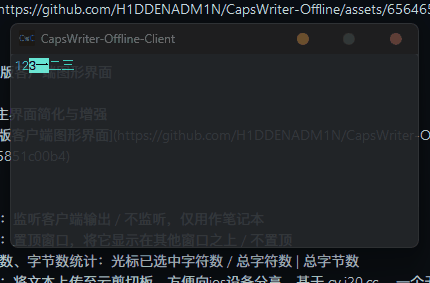 https://github.com/H1DDENADM1N/CapsWriter-Offline/assets/656465
CapsWriter-Offline-Client
123一二三
版客户端图形界面
主界面简化与增强
版客户端图形界面](https://github.com/H1DDENADM1N/CapsWriter-O
5851c00b4)
：监听客户端输出 / 不监听，仅用作笔记本
：置顶窗口，将它显示在其他窗口之上 / 不置顶
数、字节数统计：光标已选中字符数 / 总字符数 | 总字节数
：将文本上传至云剪切板，方便向ios设备分享。基于 cv.j20.cc，一个无